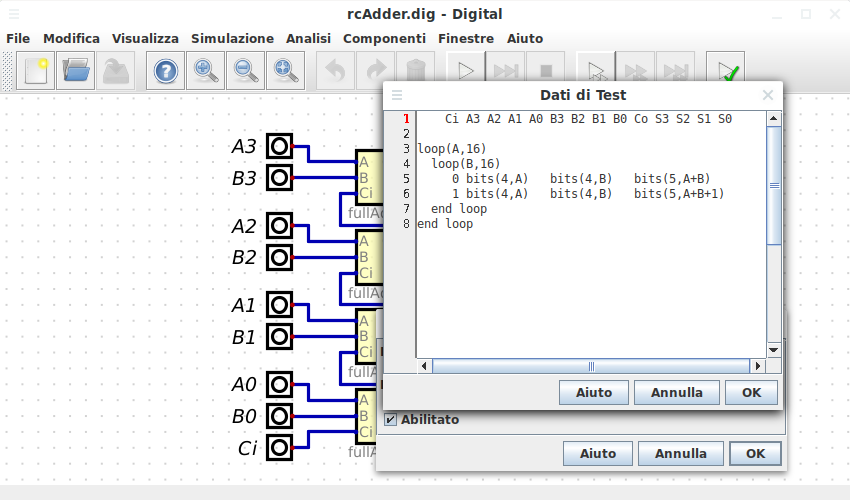 rcAdder.dig - Digital
File Modifica Visualizza Simulazione Analisi Componenti Finestre Aiuto
Dati di Test
1 Ci A3 A2 A1 A0 B3 B2 B1 B0 Co S3 S2 S1 S0
2
3 loop(A,16)
4 loop(B,16)
5 0 bits(4,A) bits(4,B) bits(5,A+B)
6 1 bits(4,A) bits(4,B) bits(5,A+B+1)
7 end loop
8 end loop
Aiuto Annulla OK
Abilitato
Aiuto Annulla OK
A3
B3
A
B
Ci
fullA
A2
B2
A
B
Ci
fullA
A1
B1
A
B
Ci
fullA
A0
B0
Ci
A
B
Ci
fullA